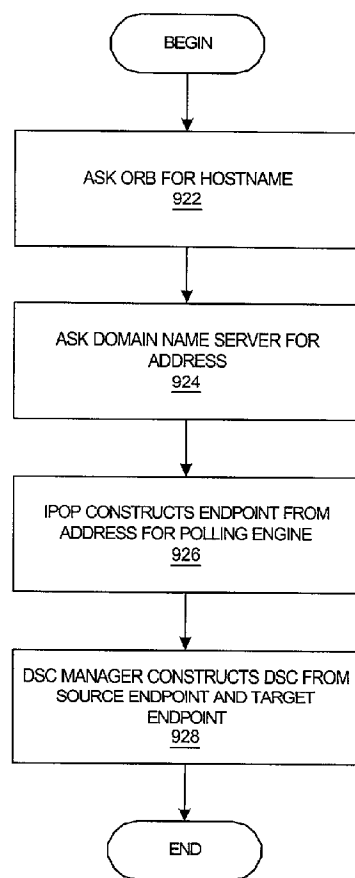 BEGIN
ASK ORB FOR HOSTNAME
922
ASK DOMAIN NAME SERVER FOR
ADDRESS
924
IPOP CONSTRUCTS ENDPOINT FROM
ADDRESS FOR POLLING ENGINE
926
DSC MANAGER CONSTRUCTS DSC FROM
SOURCE ENDPOINT AND TARGET
ENDPOINT
928
END